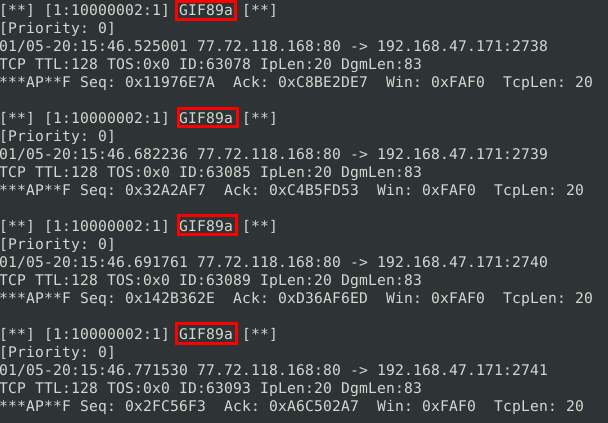 [**] [1:10000002:1] GIF89a [**]
[Priority: 0]
01/05-20:15:46.525001 77.72.118.168:80 -> 192.168.47.171:2738
TCP TTL:128 TOS:0x0 ID:63078 IpLen:20 DgmLen:83
***AP**F Seq: 0x11976E7A  Ack: 0xC8BE2DE7  Win: 0xFAF0  TcpLen: 20

[**] [1:10000002:1] GIF89a [**]
[Priority: 0]
01/05-20:15:46.682236 77.72.118.168:80 -> 192.168.47.171:2739
TCP TTL:128 TOS:0x0 ID:63085 IpLen:20 DgmLen:83
***AP**F Seq: 0x32A2AF7  Ack: 0xC4B5FD53  Win: 0xFAF0  TcpLen: 20

[**] [1:10000002:1] GIF89a [**]
[Priority: 0]
01/05-20:15:46.691761 77.72.118.168:80 -> 192.168.47.171:2740
TCP TTL:128 TOS:0x0 ID:63089 IpLen:20 DgmLen:83
***AP**F Seq: 0x142B362E  Ack: 0xD36AF6ED  Win: 0xFAF0  TcpLen: 20

[**] [1:10000002:1] GIF89a [**]
[Priority: 0]
01/05-20:15:46.771530 77.72.118.168:80 -> 192.168.47.171:2741
TCP TTL:128 TOS:0x0 ID:63093 IpLen:20 DgmLen:83
***AP**F Seq: 0x2FC56F3  Ack: 0xA6C502A7  Win: 0xFAF0  TcpLen: 20